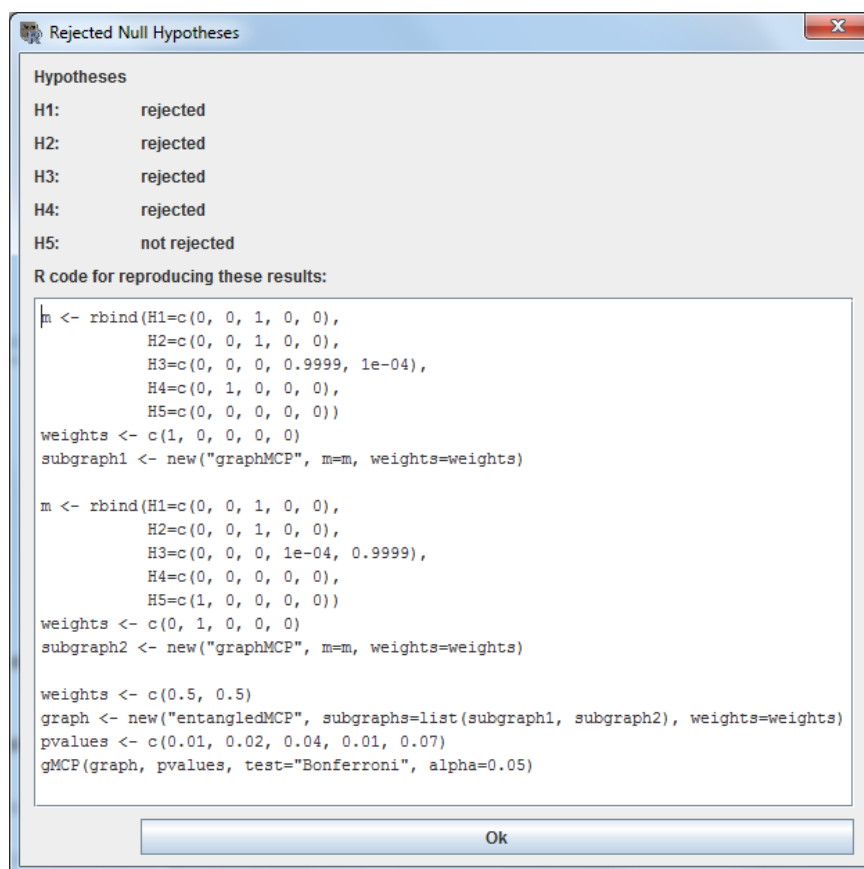 Rejected Null Hypotheses
X
Hypotheses
H1: rejected
H2: rejected
H3: rejected
H4: rejected
H5: not rejected
R code for reproducing these results:
m <- rbind(H1=c(0, 0, 1, 0, 0),
H2=c(0, 0, 1, 0, 0),
H3=c(0, 0, 0, 0.9999, 1e-04),
H4=c(0, 1, 0, 0, 0),
H5=c(0, 0, 0, 0, 0))
weights <- c(1, 0, 0, 0, 0)
subgraph1 <- new("graphMCP", m=m, weights=weights)
m <- rbind(H1=c(0, 0, 1, 0, 0),
H2=c(0, 0, 1, 0, 0),
H3=c(0, 0, 0, 1e-04, 0.9999),
H4=c(0, 0, 0, 0, 0),
H5=c(1, 0, 0, 0, 0))
weights <- c(0, 1, 0, 0, 0)
subgraph2 <- new("graphMCP", m=m, weights=weights)
weights <- c(0.5, 0.5)
graph <- new("entangledMCP", subgraphs=list(subgraph1, subgraph2), weights=weights)
pvalues <- c(0.01, 0.02, 0.04, 0.01, 0.07)
gMCP(graph, pvalues, test="Bonferroni", alpha=0.05)
Ok